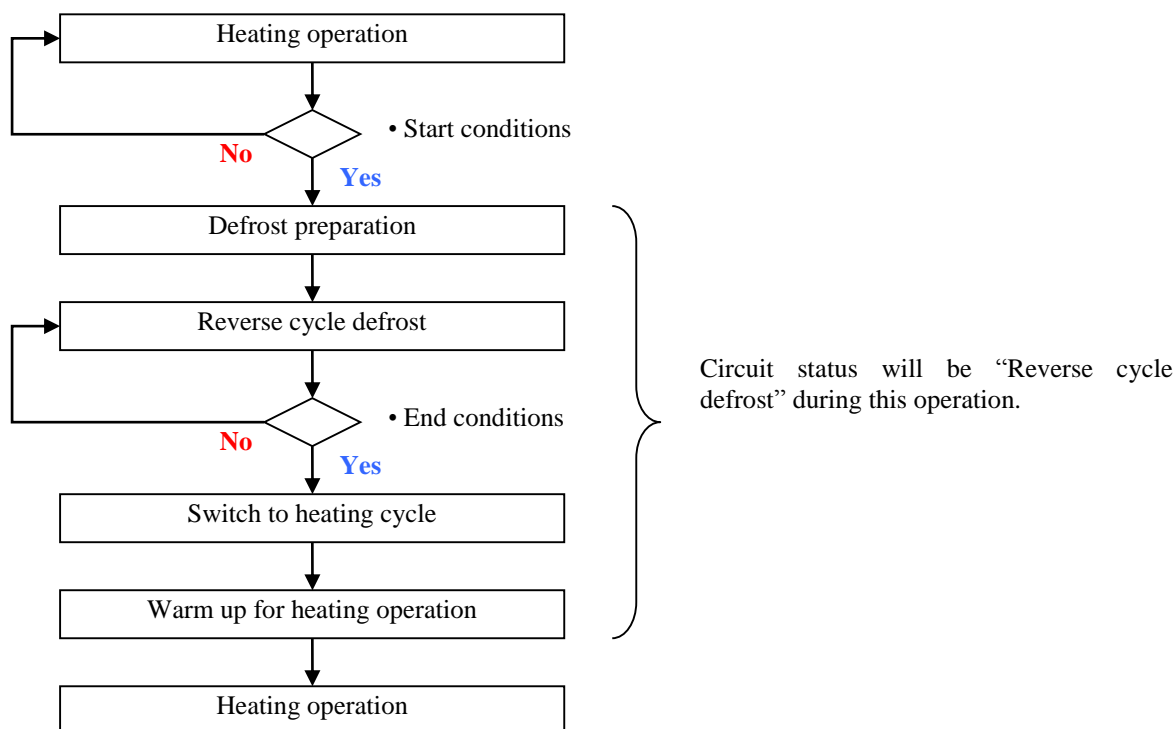 Heating operation
• Start conditions
No
Yes
Defrost preparation
Reverse cycle defrost
Circuit status will be “Reverse cycle
defrost” during this operation.
• End conditions
No
Yes
Switch to heating cycle
Warm up for heating operation
Heating operation